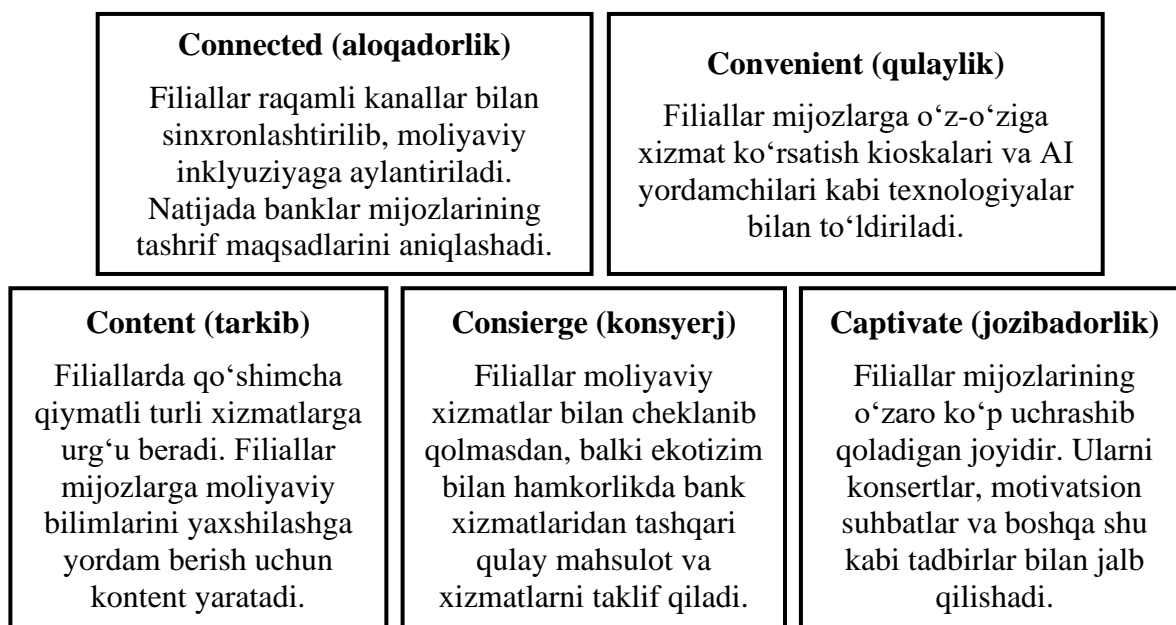 Connected (aloqadorlik)
Filiallar raqamli kanallar bilan
sinxronlashtirilib, moliyaviy
inklyuziyaga aylantiriladi.
Natijada banklar mijozlarining
tashrif maqsadlarini aniqlashadi.
Convenient (qulaylik)
Filiallar mijozlarga o‘z-o‘ziga
xizmat ko‘rsatish kioskalari va AI
yordamchilari kabi texnologiyalar
bilan to‘ldiriladi.
Content (tarkib)
Filiallarda qo‘shimcha
qiymatli turli xizmatlarga
urg‘u beradi. Filiallar
mijozlarga moliyaviy
bilimlarini yaxshilashga
yordam berish uchun
kontent yaratadi.
Consierge (konsyerj)
Filiallar moliyaviy
xizmatlar bilan cheklanib
qolmasdan, balki ekotizim
bilan hamkorlikda bank
xizmatlaridan tashqari
qulay mahsulot va
xizmatlarni taklif qiladi.
Captivate (jozibadorlik)
Filiallar mijozlarining
o‘zaro ko‘p uchrashib
qoladigan joyidir. Ularni
konsertlar, motivatsion
suhbatlar va boshqa shu
kabi tadbirlar bilan jalb
qilishadi.